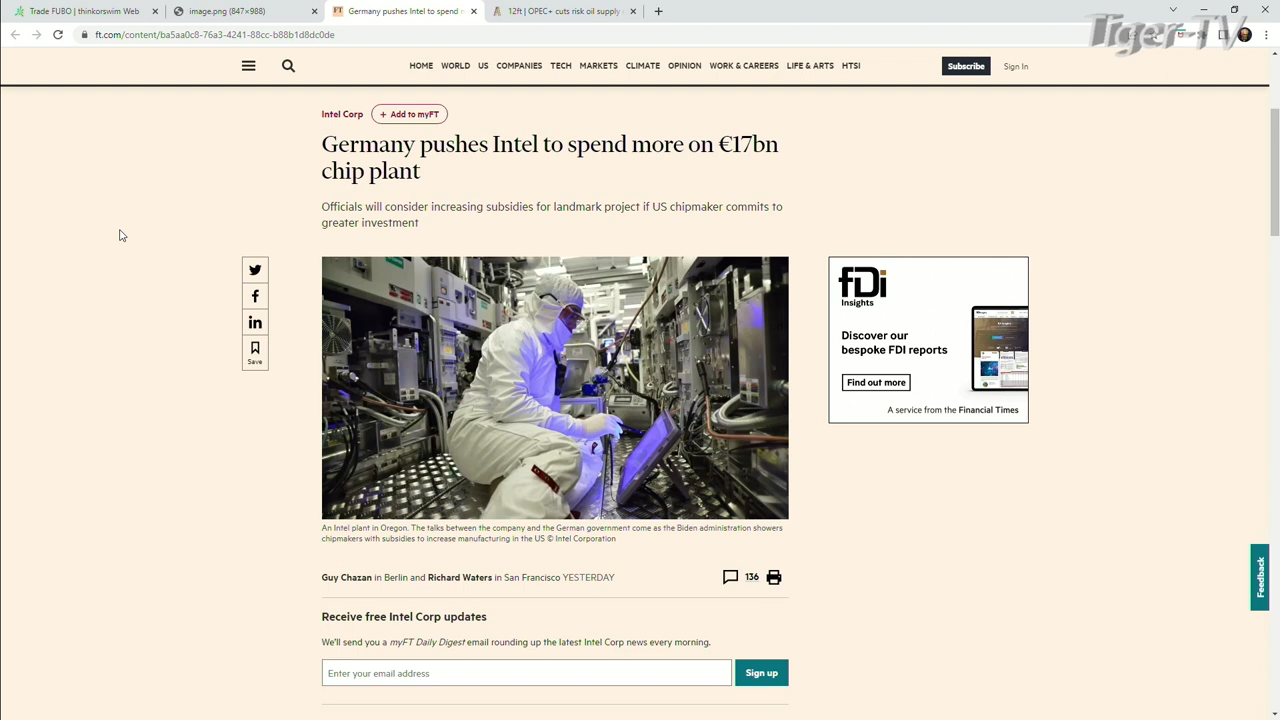 Trade FUBO | thinkorswim Web
image.png (847×988)
Germany pushes Intel to spend m
12ft | OPEC+ cuts risk oil supply
Tiger-TV
ft.com/content/ba5aa0c8-76a3-4241-88cc-b88b1d8dc0de
HOME WORLD US COMPANIES TECH MARKETS CLIMATE OPINION WORK & CAREERS LIFE & ARTS HTSI
Subscribe
Sign In
Intel Corp
+ Add to myFT
Germany pushes Intel to spend more on €17bn
chip plant
Officials will consider increasing subsidies for landmark project if US chipmaker commits to
greater investment
Save
fDi
Insights
Discover our
bespoke FDI reports
Find out more
A service from the Financial Times
An Intel plant in Oregon. The talks between the company and the German government come as the Biden administration showers
chipmakers with subsidies to increase manufacturing in the US © Intel Corporation
Guy Chazan in Berlin and Richard Waters in San Francisco YESTERDAY
136
Feedback
Receive free Intel Corp updates
We'll send you a myFT Daily Digest email rounding up the latest Intel Corp news every morning.
Enter your email address
Sign up